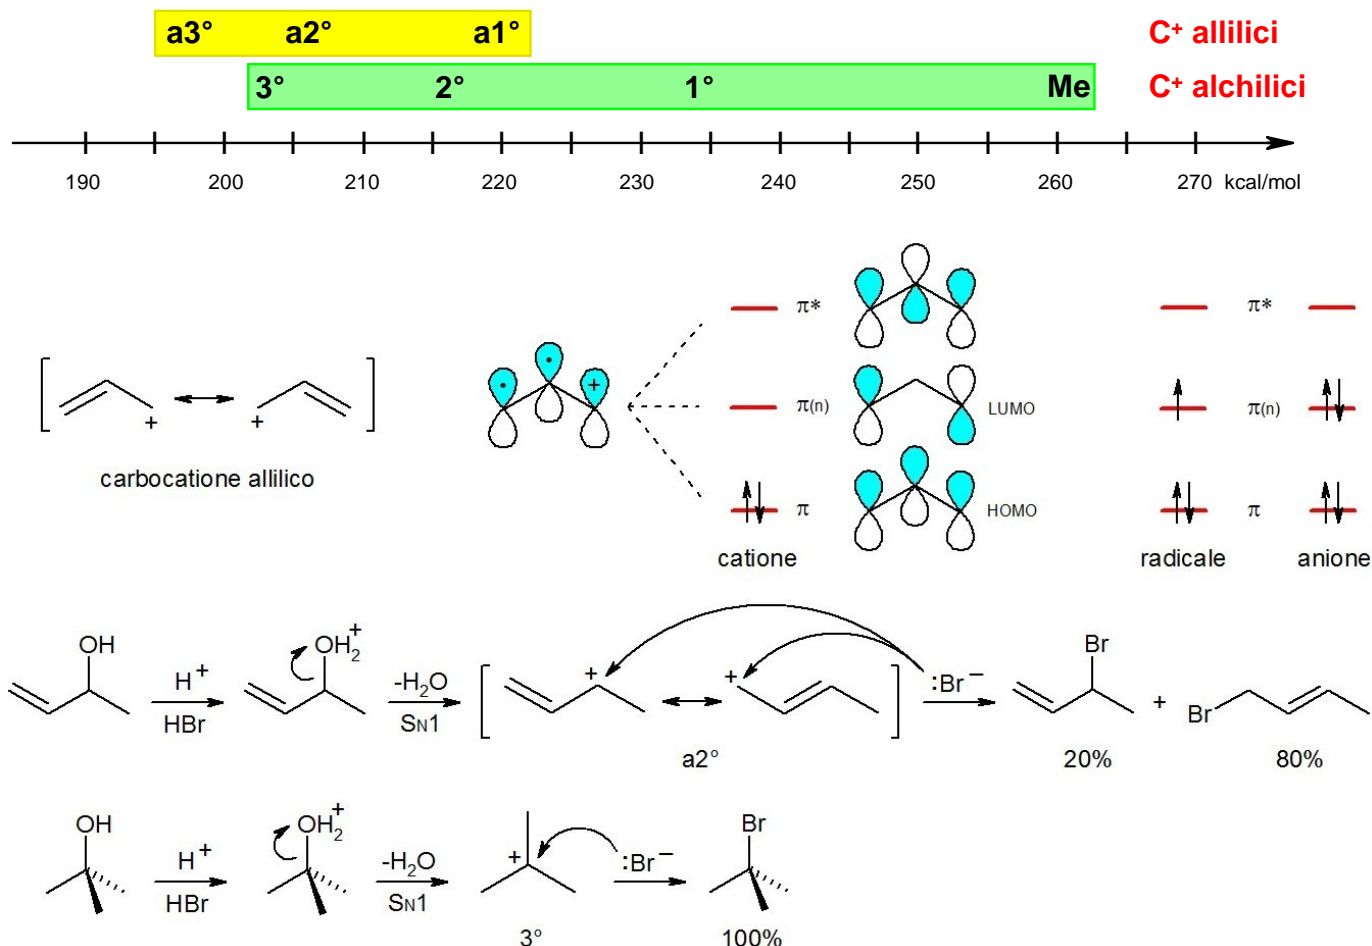 a3° a2° a1° C⁺ allilici
3° 2° 1° Me C⁺ alchilici
190 200 210 220 230 240 250 260 270 kcal/mol
π* π*
+ + + π(n) LUMO π(n)
carbocatione allilico
π HOMO π
catione radicale anione
OH OH₂⁺ Br
H⁺ -H₂O + + :Br⁻ + Br
HBr SN1
a2° 20% 80%
OH OH₂⁺ Br
H⁺ -H₂O + :Br⁻
HBr SN1
3° 100%